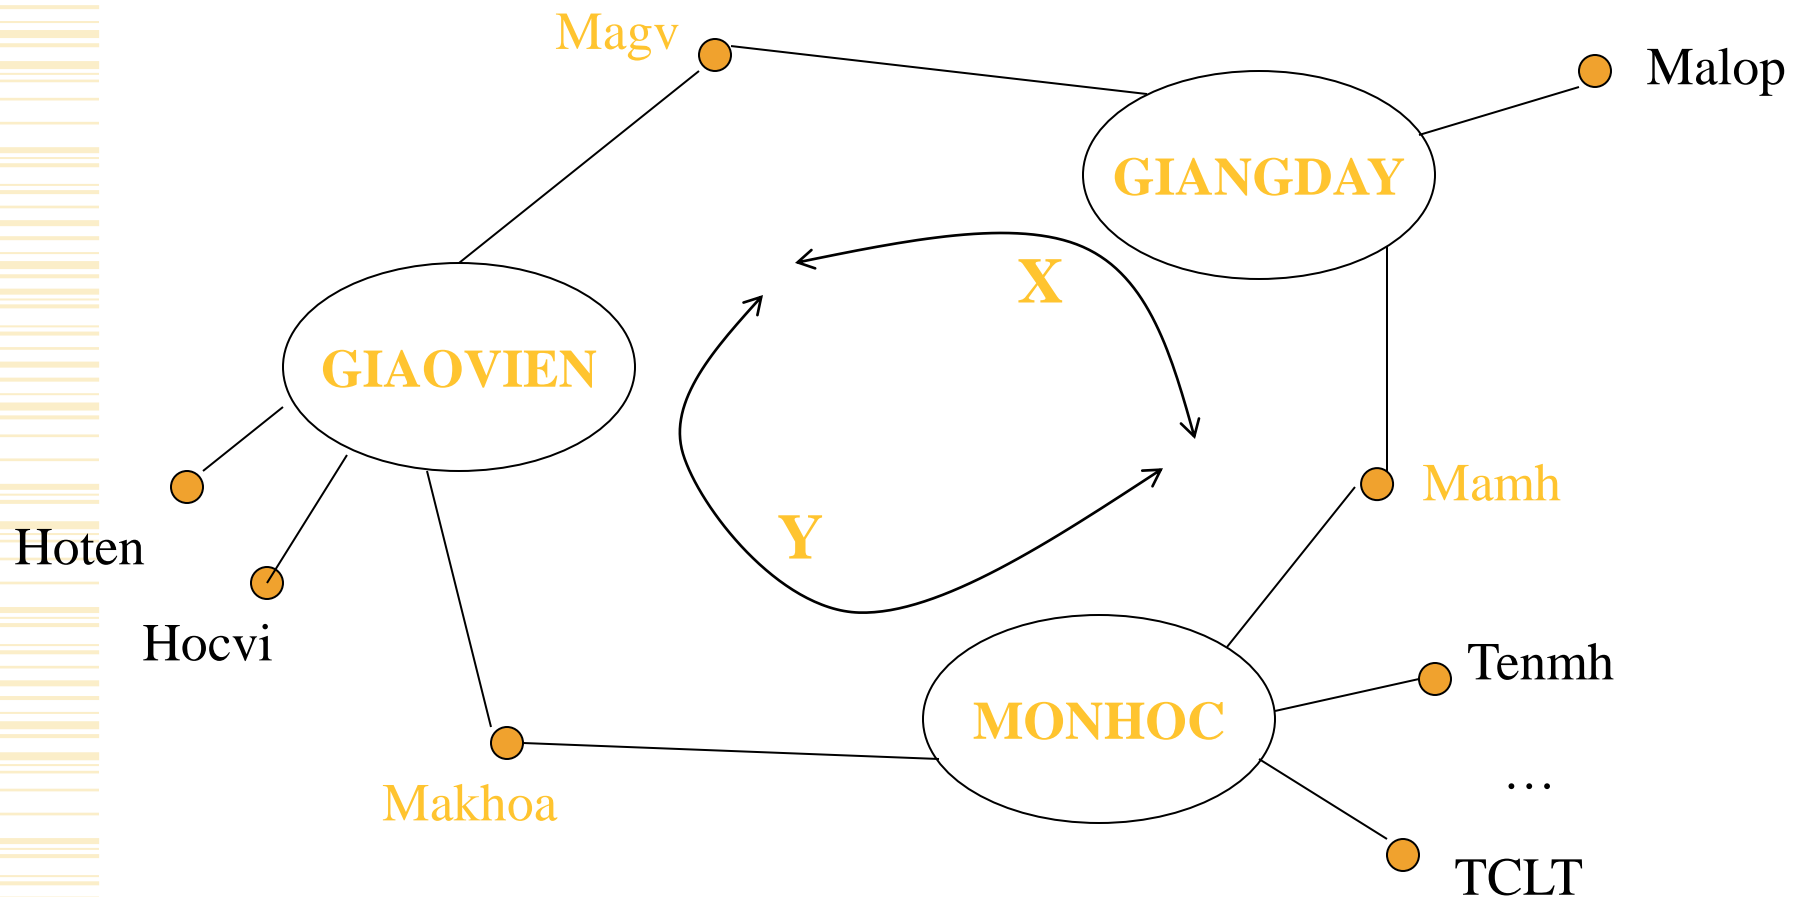 Magv
Malop
GIANGDAY
X
GIAOVIEN
Mamh
Y
Hoten
Hocvi
Tenmh
MONHOC
…
Makhoa
TCLT